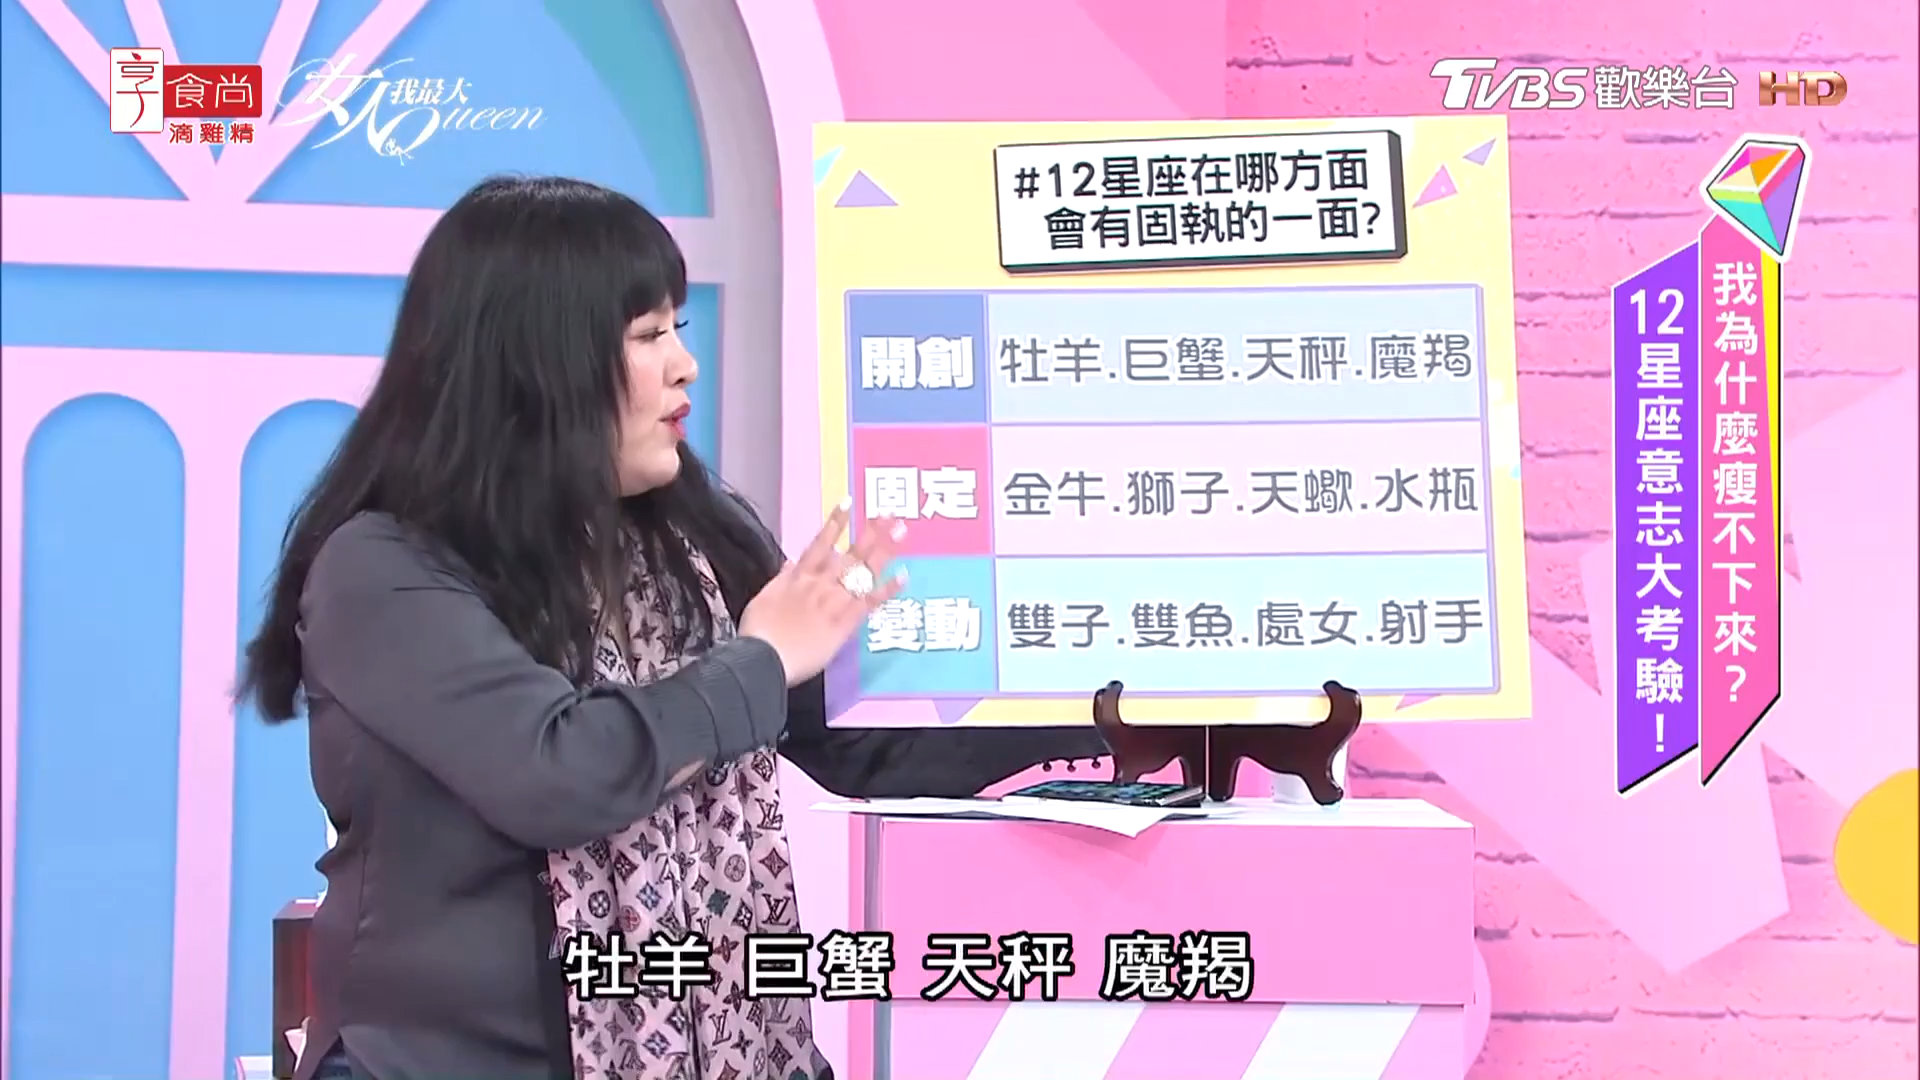 享
食尚
滴雞精
女人我最大
Queen
TVBS歡樂台 HD
#12星座在哪方面
會有固執的一面?
開創 牡羊.巨蟹.天秤.魔羯
固定 金牛.獅子.天蠍.水瓶
變動 雙子.雙魚.處女.射手
我為什麼瘦不下來?
12星座意志大考驗!
牡羊 巨蟹 天秤 魔羯